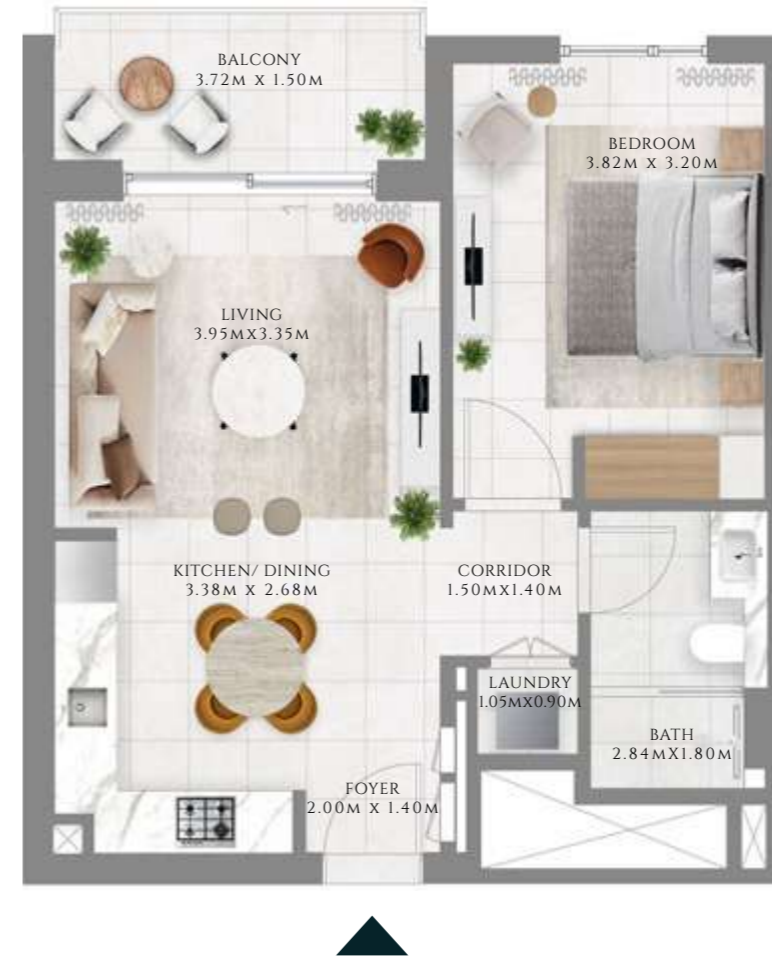 BALCONY
3.72M X 1.50M
BEDROOM
3.82M X 3.20M
LIVING
3.95MX3.35M
KITCHEN/ DINING
3.38M X 2.68M
CORRIDOR
1.50MX1.40M
LAUNDRY
1.05MX0.90M
BATH
2.84MX1.80M
FOYER
2.00M X 1.40M